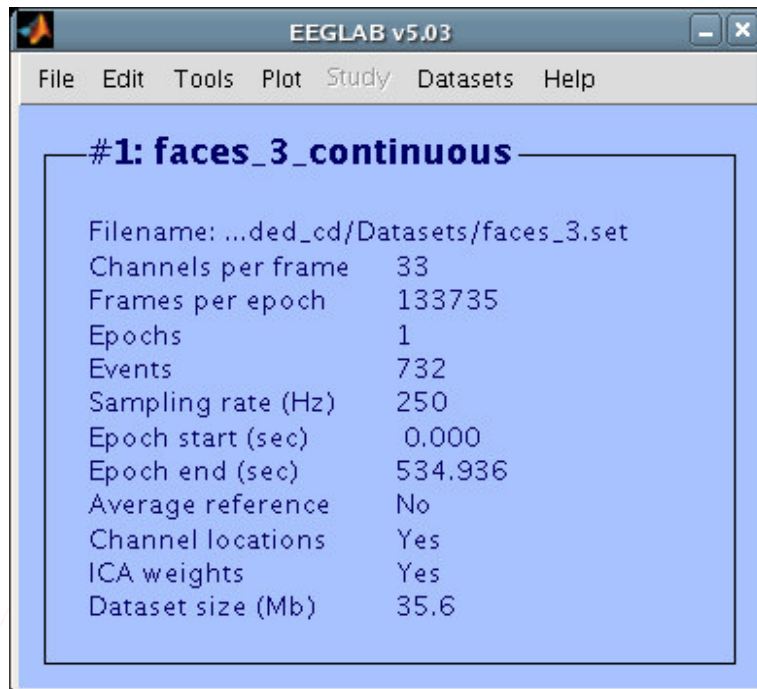 EEGLAB v5.03
File Edit Tools Plot Study Datasets Help
#1: faces_3_continuous
Filename: ...ded_cd/Datasets/faces_3.set
Channels per frame 33
Frames per epoch 133735
Epochs 1
Events 732
Sampling rate (Hz) 250
Epoch start (sec) 0.000
Epoch end (sec) 534.936
Average reference No
Channel locations Yes
ICA weights Yes
Dataset size (Mb) 35.6